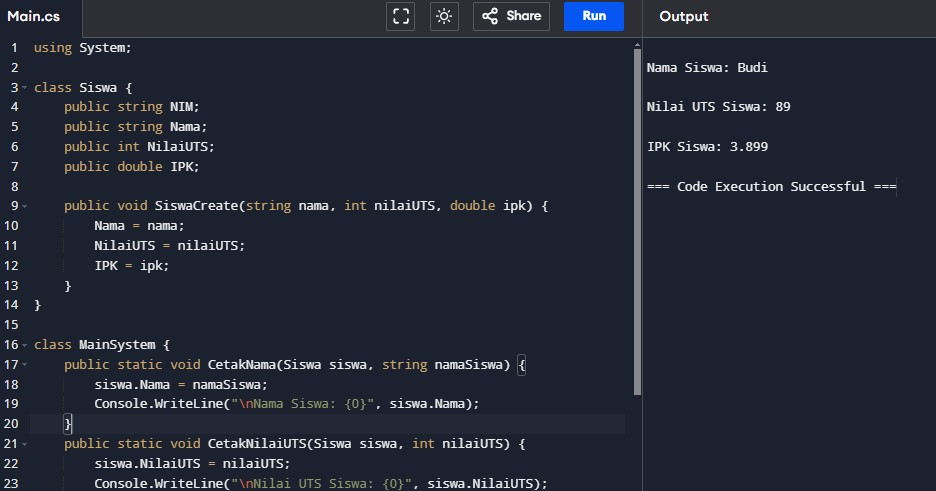 Main.cs
Share
Run
Output
1 using System;
2
3 class Siswa {
4     public string NIM;
5     public string Nama;
6     public int NilaiUTS;
7     public double IPK;
8
9     public void SiswaCreate(string nama, int nilaiUTS, double ipk) {
10         Nama = nama;
11         NilaiUTS = nilaiUTS;
12         IPK = ipk;
13     }
14 }
15
16 class MainSystem {
17     public static void CetakNama(Siswa siswa, string namaSiswa) {
18         siswa.Nama = namaSiswa;
19         Console.WriteLine("\nNama Siswa: {0}", siswa.Nama);
20     }
21     public static void CetakNilaiUTS(Siswa siswa, int nilaiUTS) {
22         siswa.NilaiUTS = nilaiUTS;
23         Console.WriteLine("\nNilai UTS Siswa: {0}", siswa.NilaiUTS);
Nama Siswa: Budi
Nilai UTS Siswa: 89
IPK Siswa: 3.899
=== Code Execution Successful ===